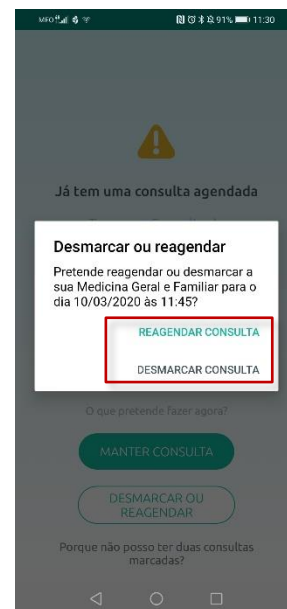 MEO
91% 11:30
Já tem uma consulta agendada
Desmarcar ou reagendar
Pretende reagendar ou desmarcar a
sua Medicina Geral e Familiar para o
dia 10/03/2020 às 11:45?
REAGENDAR CONSULTA
DESMARCAR CONSULTA
O que pretende fazer agora?
MANTER CONSULTA
DESMARCAR OU
REAGENDAR
Porque não posso ter duas consultas
marcadas?